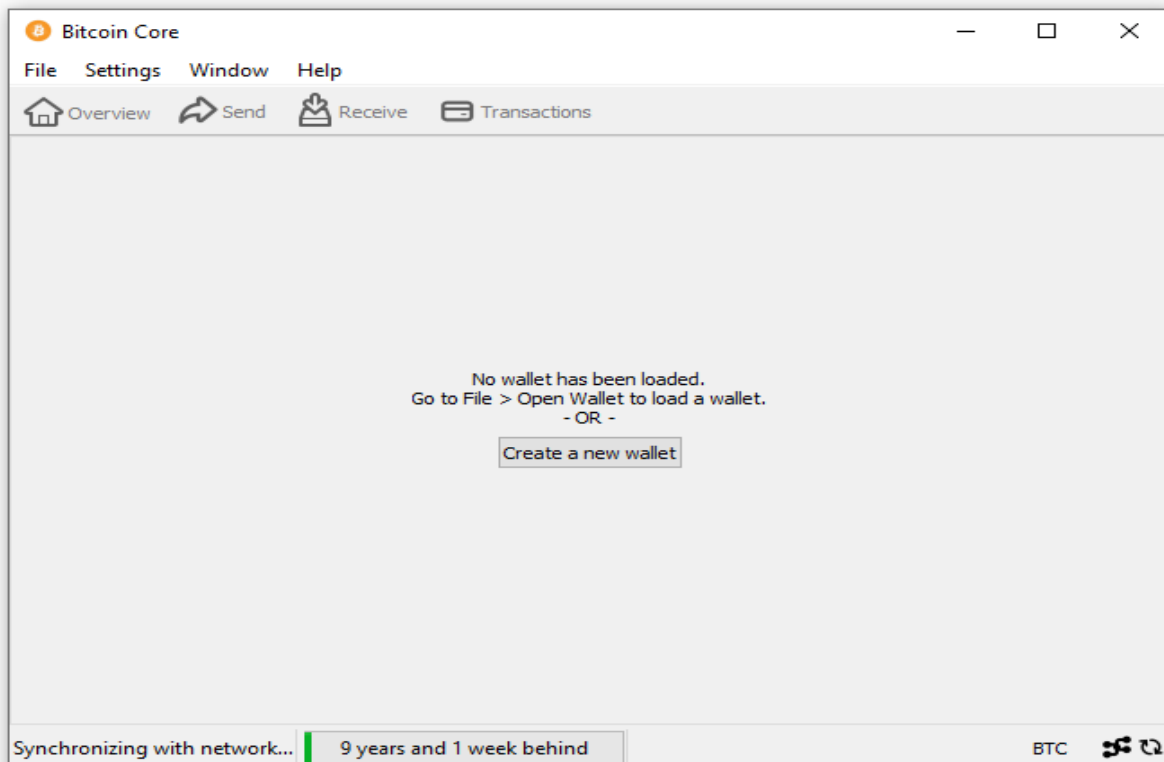 Bitcoin Core
File Settings Window Help
Overview Send Receive Transactions
No wallet has been loaded.
Go to File > Open Wallet to load a wallet.
- OR -
Create a new wallet
Synchronizing with network... 9 years and 1 week behind BTC